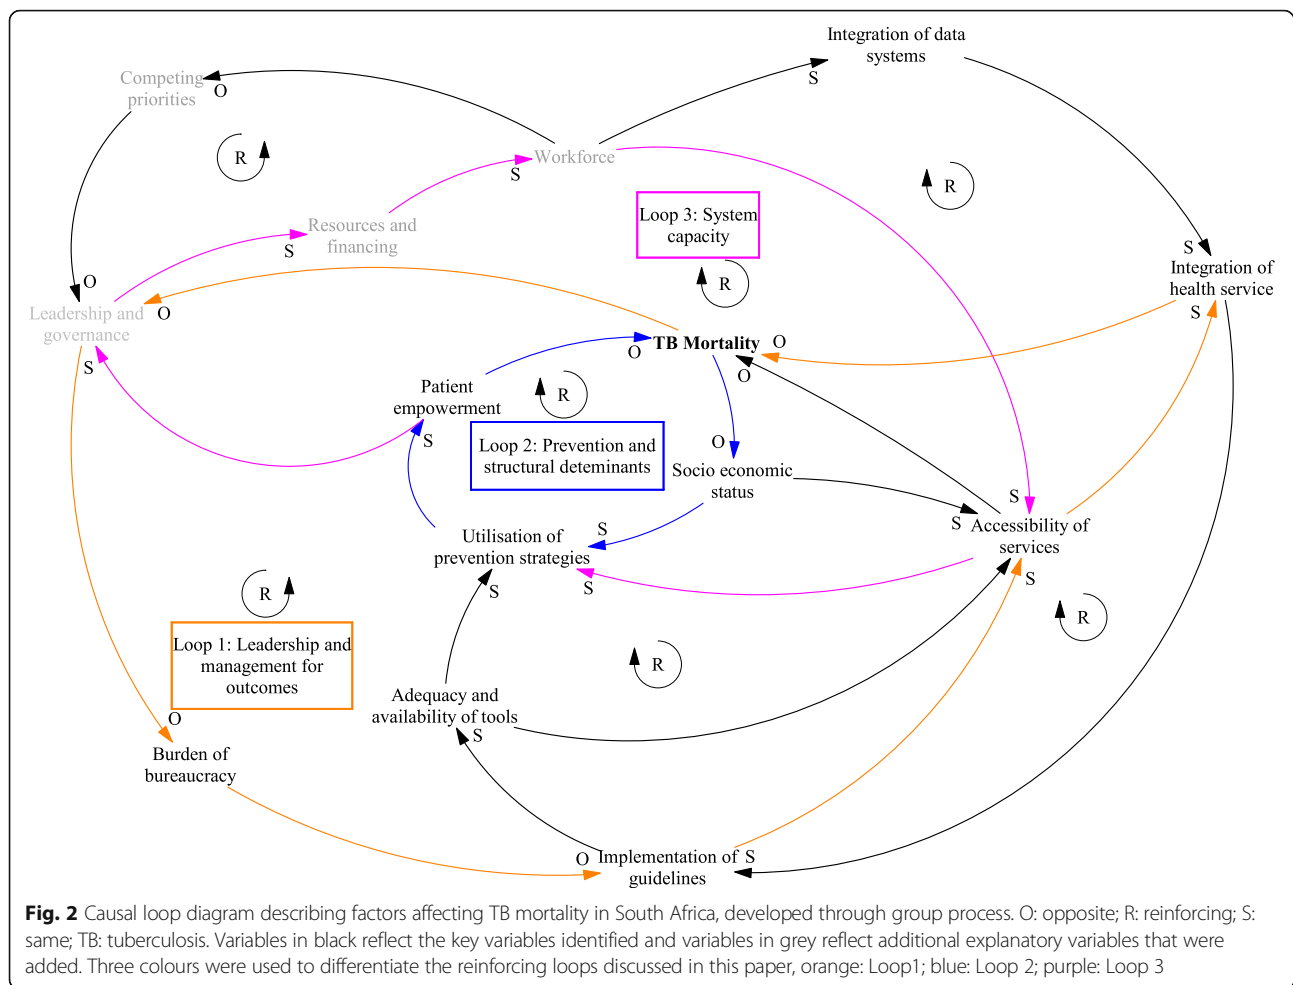 Integration of data
systems
S
Competing
priorities
O
Workforce
R
S
R
Loop 3: System
capacity
Resources and
financing
S
S
Integration of
health service
S
R
O
Leadership and
governance
O
S
TB Mortality
O
O
O
Patient
empowerment
R
S
Loop 2: Prevention and
structural deteminants
O
Socio economic
status
S
S
Accessibility of
services
S
S
Utilisation of
prevention strategies
S
S
S
R
Loop 1: Leadership and
management for
outcomes
R
R
Adequacy and
availability of tools
S
O
Burden of
bureaucracy
O
Implementation of
guidelines
S
Fig. 2 Causal loop diagram describing factors affecting TB mortality in South Africa, developed through group process. O: opposite; R: reinforcing; S:
same; TB: tuberculosis. Variables in black reflect the key variables identified and variables in grey reflect additional explanatory variables that were
added. Three colours were used to differentiate the reinforcing loops discussed in this paper, orange: Loop1; blue: Loop 2; purple: Loop 3